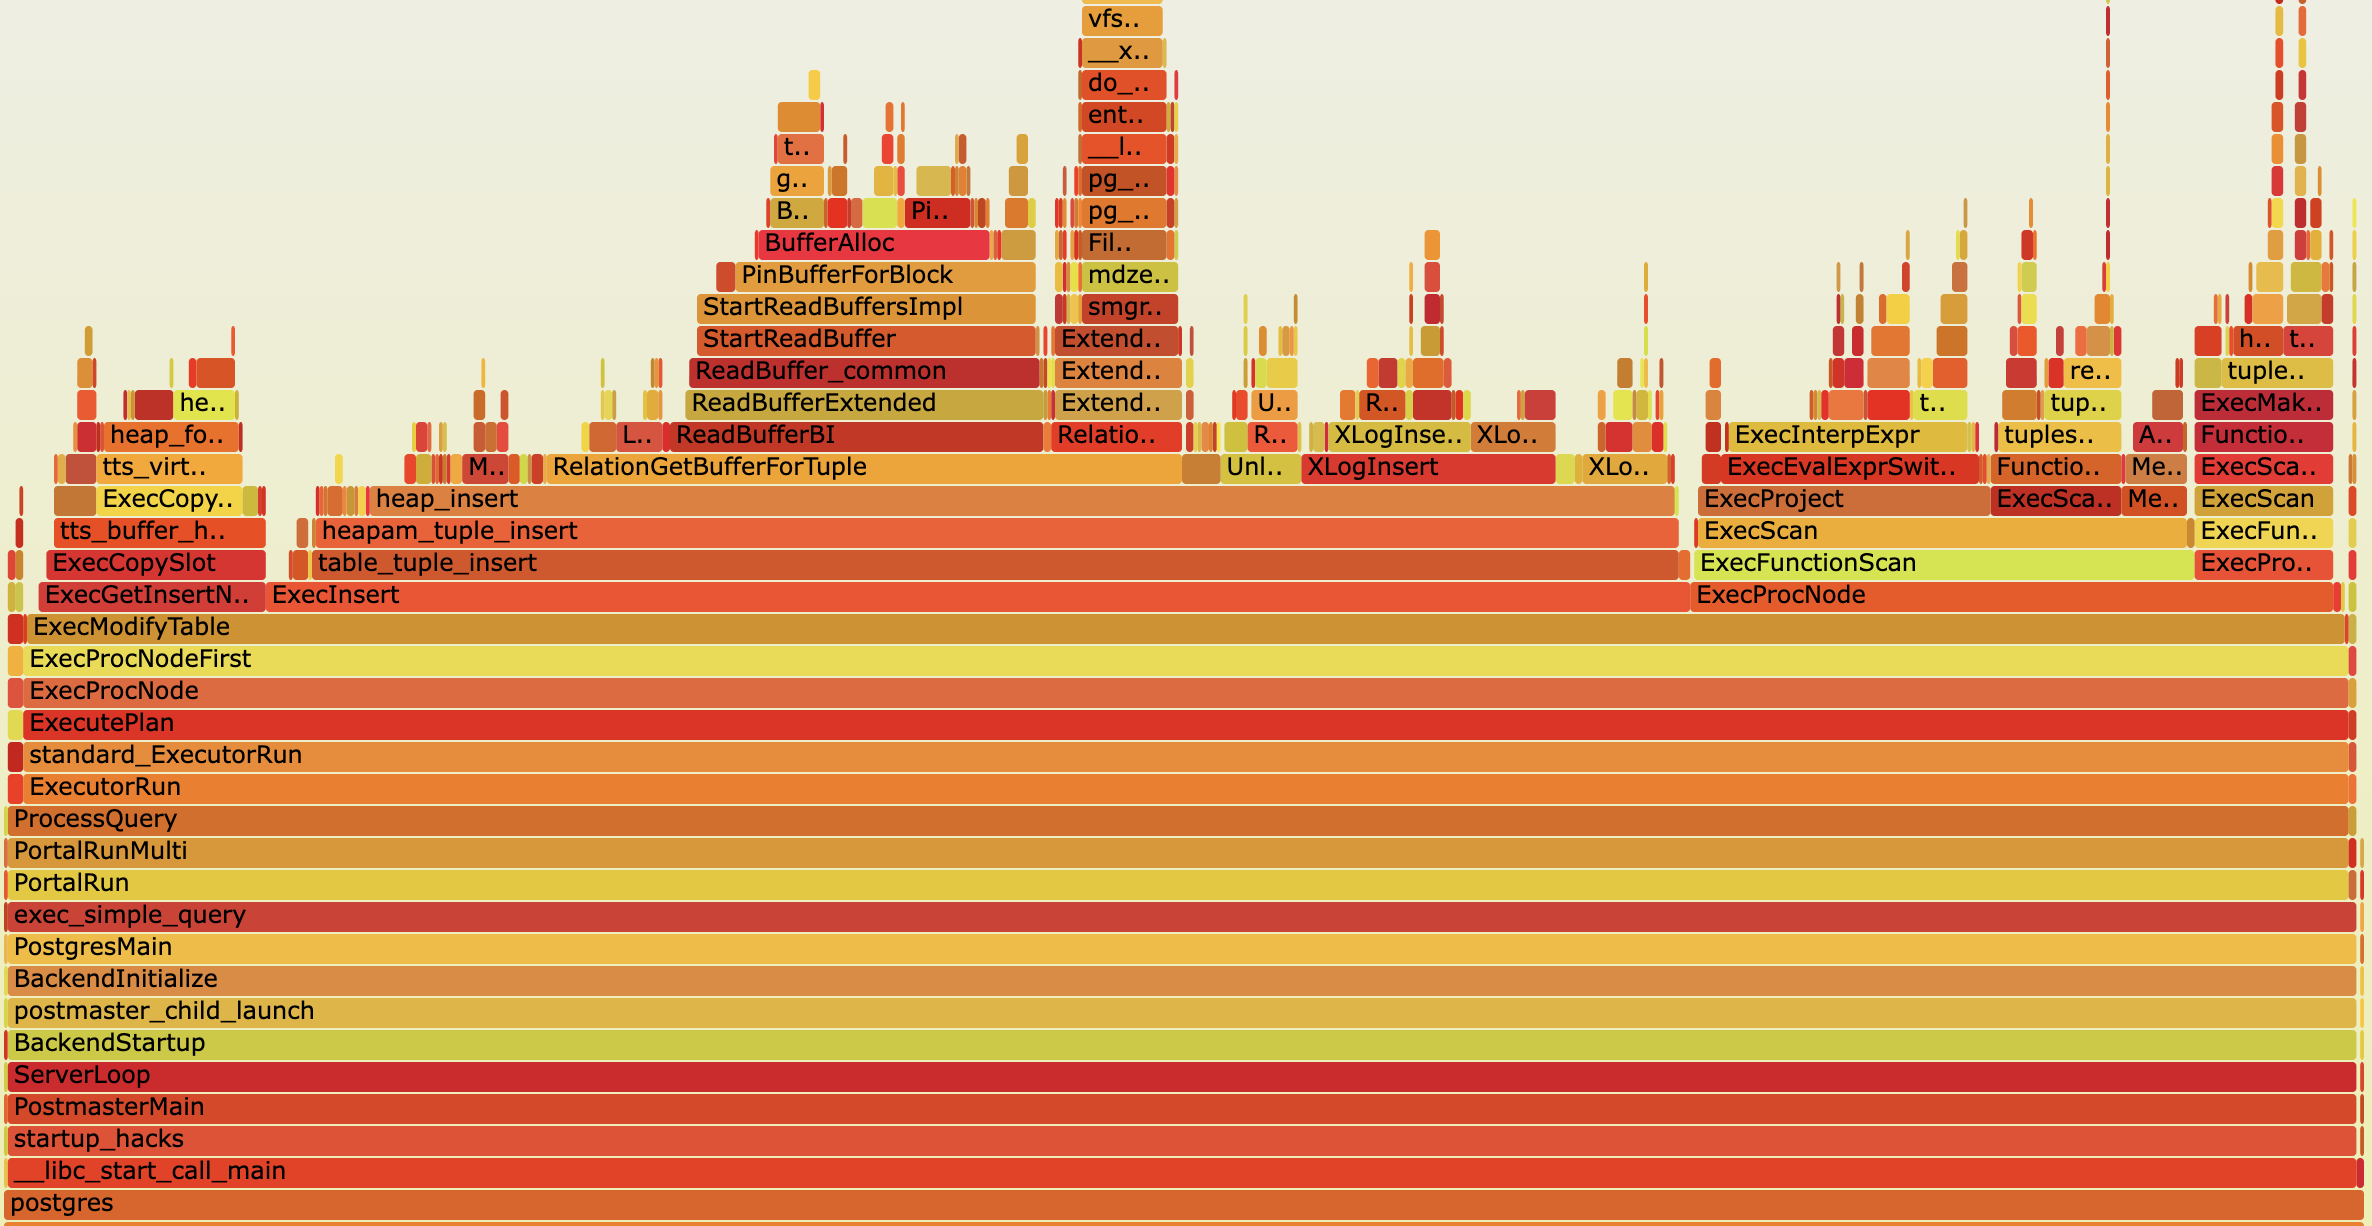 vfs..
__x..
do_..
ent..
t.. __l..
g.. pg_..
B.. Pi.. pg_..
BufferAlloc Fil..
PinBufferForBlock mdze..
StartReadBuffersImpl smgr..
StartReadBuffer Extend.. h.. t..
ReadBuffer_common Extend.. re.. tuple..
he.. ReadBufferExtended Extend.. U.. R.. t.. tup.. ExecMak..
heap_fo.. L.. ReadBufferBI Relatio.. R.. XLogInse.. XLo.. ExecInterpExpr tuples.. A.. Functio..
tts_virt.. M.. RelationGetBufferForTuple Unl.. XLogInsert XLo.. ExecEvalExprSwit.. Functio.. Me.. ExecSca..
ExecCopy.. heap_insert ExecProject ExecSca.. Me.. ExecScan
tts_buffer_h.. heapam_tuple_insert ExecScan ExecFun..
ExecCopySlot table_tuple_insert ExecFunctionScan ExecPro..
ExecGetInsertN.. ExecInsert ExecProcNode
ExecModifyTable
ExecProcNodeFirst
ExecProcNode
ExecutePlan
standard_ExecutorRun
ExecutorRun
ProcessQuery
PortalRunMulti
PortalRun
exec_simple_query
PostgresMain
BackendInitialize
postmaster_child_launch
BackendStartup
ServerLoop
PostmasterMain
startup_hacks
__libc_start_call_main
postgres